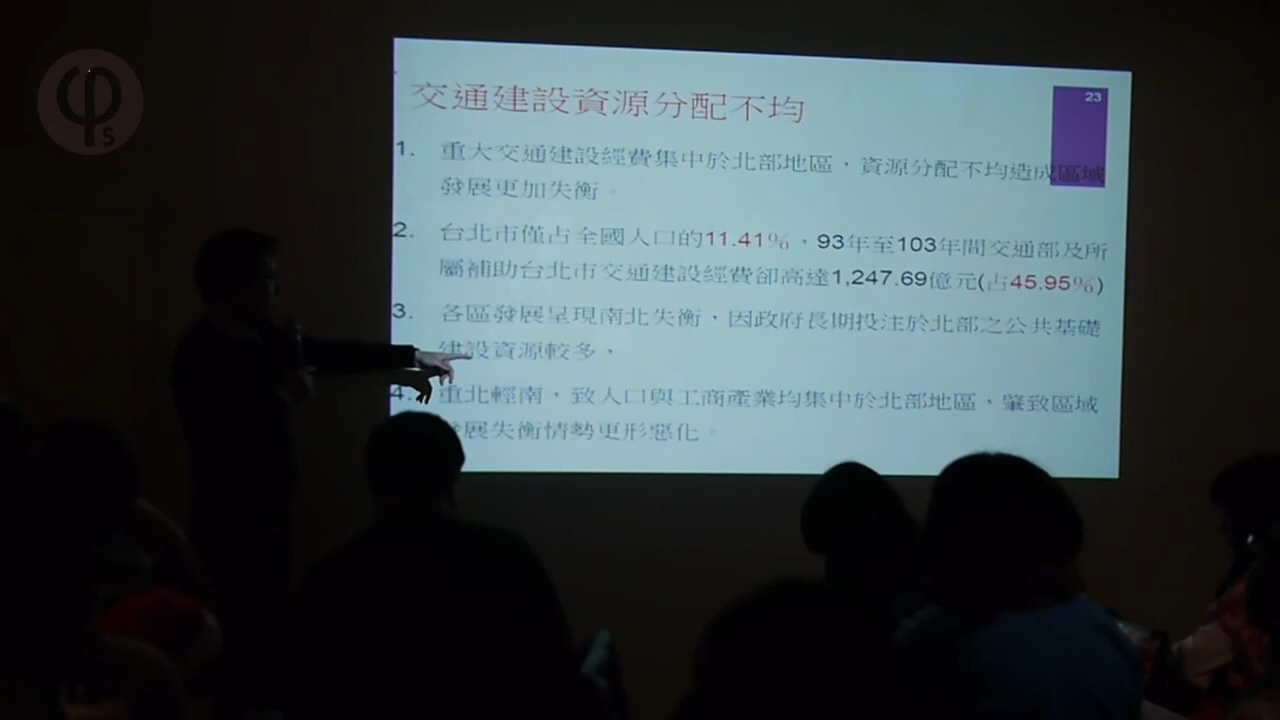 φ5
23
交通建設資源分配不均
1. 重大交通建設經費集中於北部地區，資源分配不均造成區域
發展更加失衡。
2. 台北市僅占全國人口的11.41%，93年至103年間交通部及所
屬補助台北市交通建設經費卻高達1,247.69億元(占45.95%)
3. 各區發展呈現南北失衡、因政府長期投注於北部之公共基礎
建設資源較多，
4. 重北輕南、致人口與工商產業均集中於北部地區，肇致區域
發展失衡情勢更形惡化。